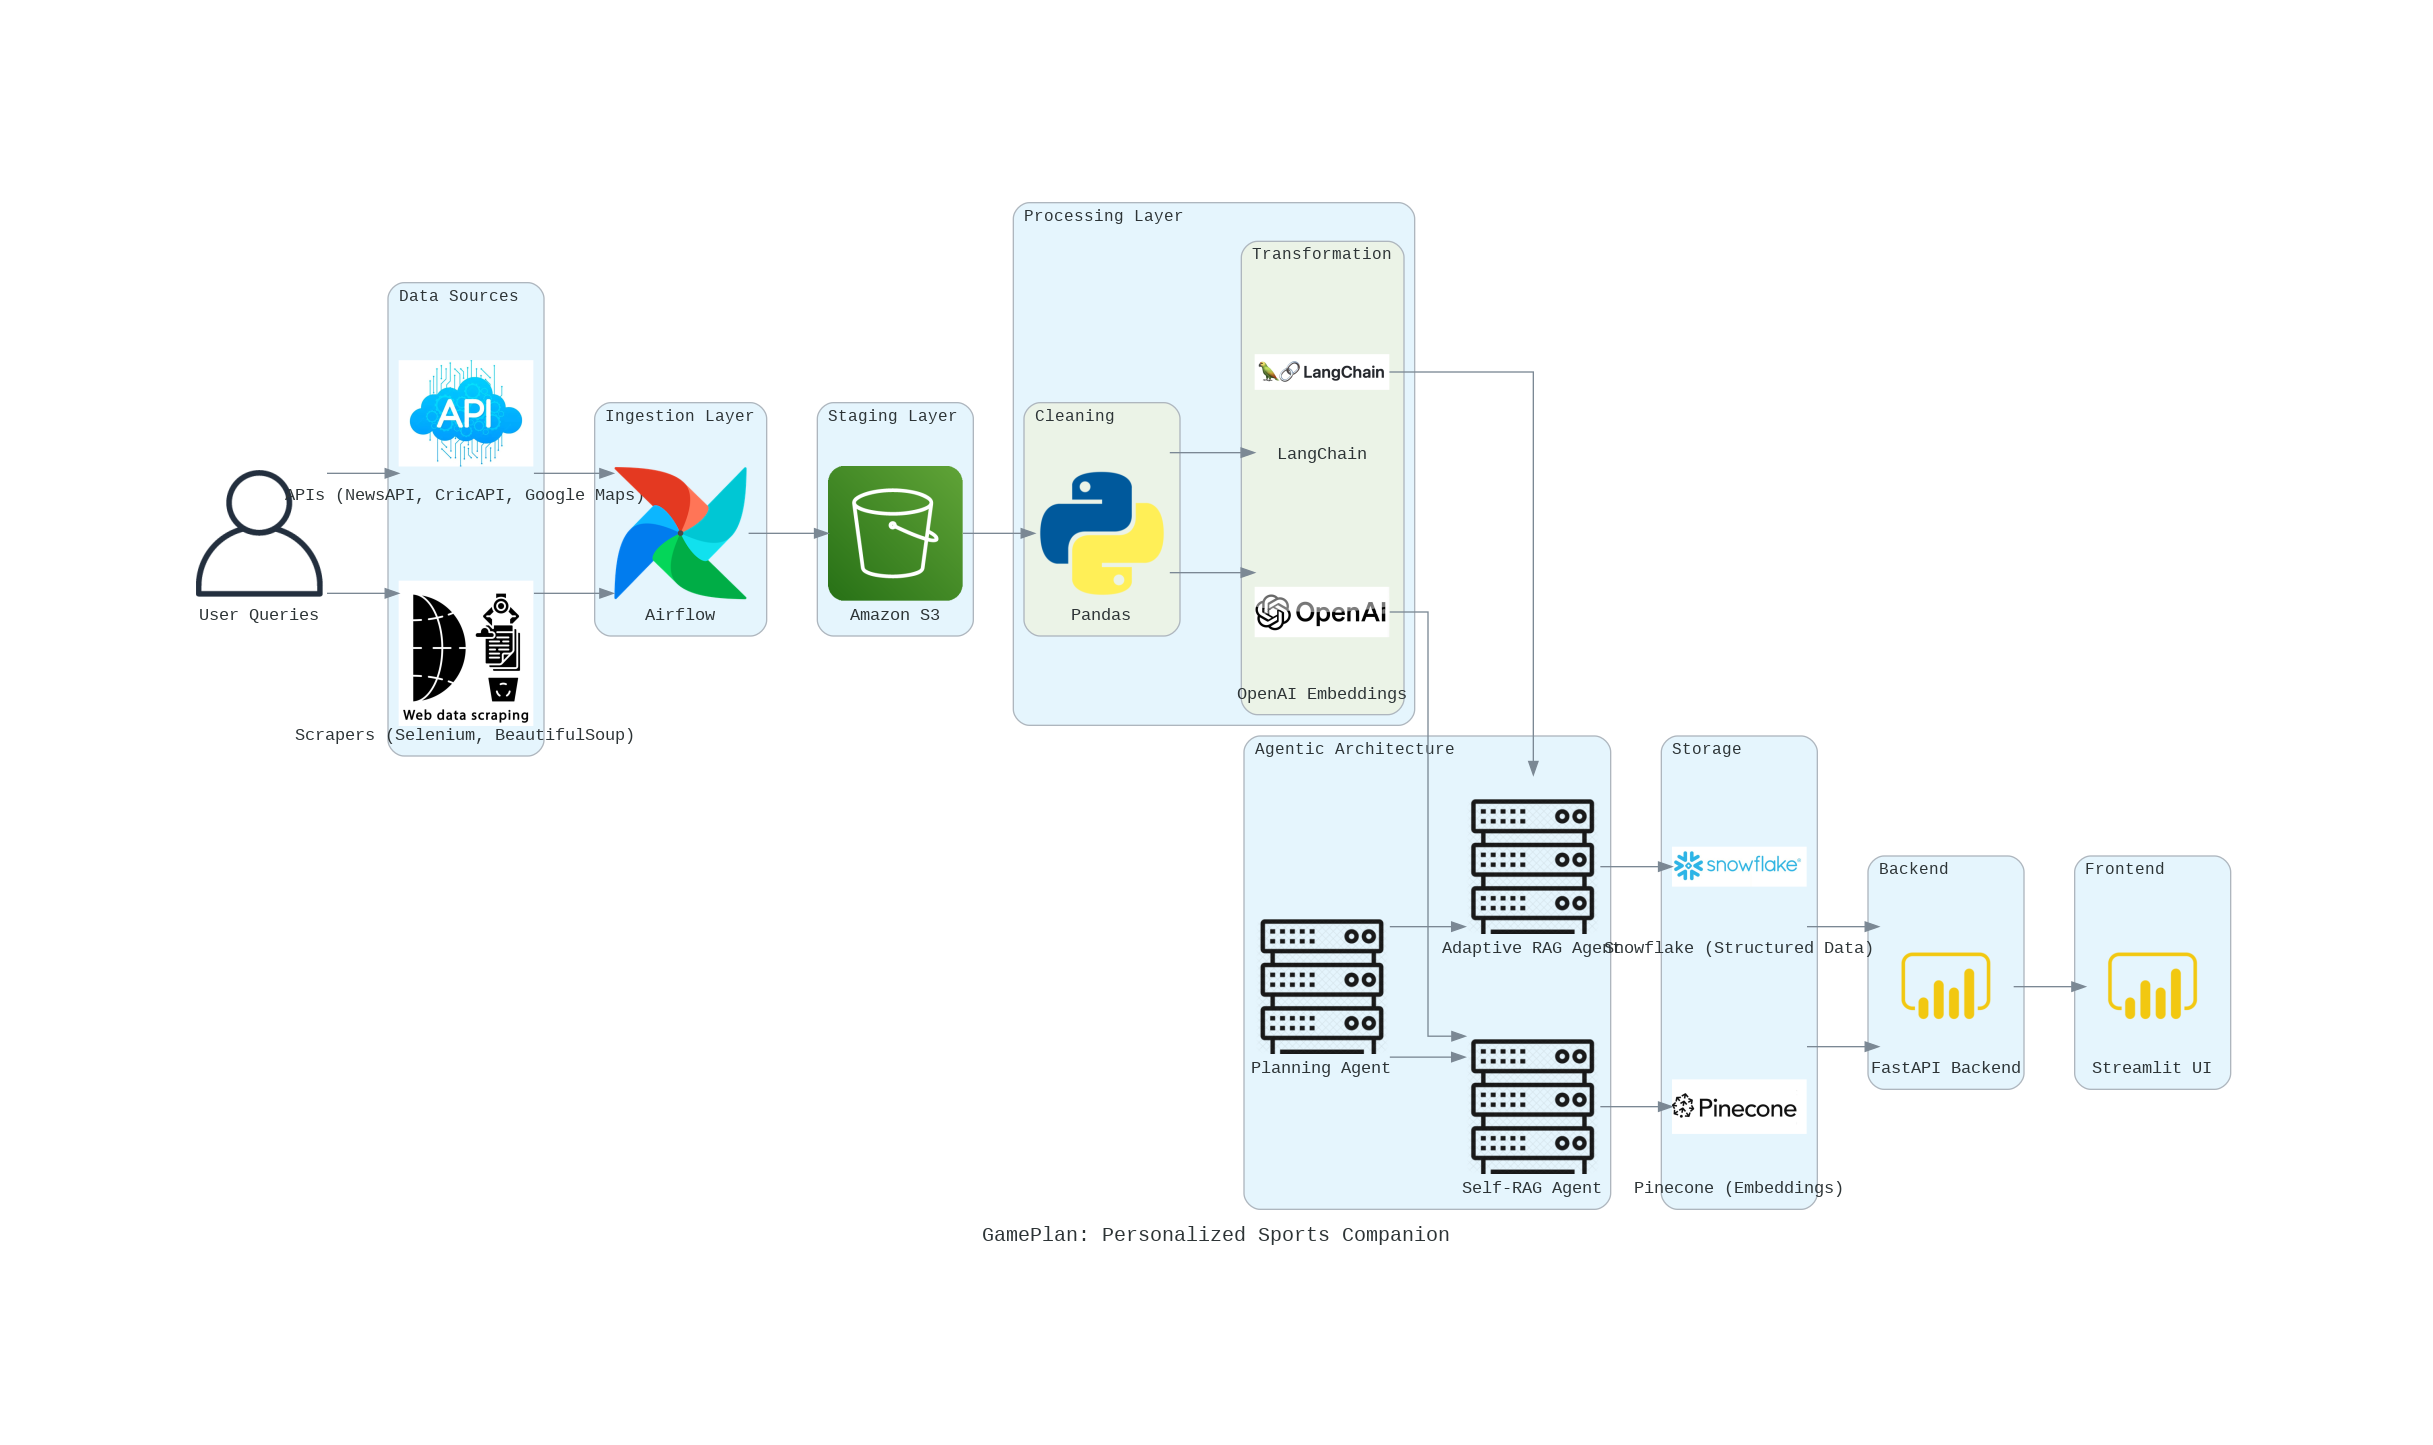 Processing Layer
Transformation
Data Sources
LangChain
API
Ingestion Layer
Staging Layer
Cleaning
LangChain
APIs (NewsAPI, CricAPI, Google Maps)
OpenAI
User Queries
Airflow
Amazon S3
Pandas
OpenAI Embeddings
Web data scraping
Scrapers (Selenium, BeautifulSoup)
Agentic Architecture
Storage
snowflake
Backend
Frontend
Adaptive RAG Agent
Snowflake (Structured Data)
Planning Agent
FastAPI Backend
Streamlit UI
Pinecone
Self-RAG Agent
Pinecone (Embeddings)
GamePlan: Personalized Sports Companion